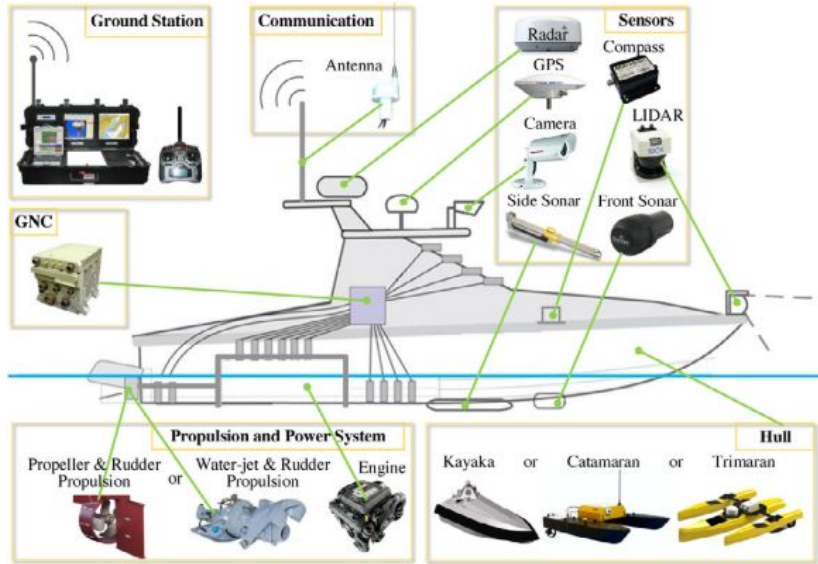 Ground Station
Communication
Antenna
Sensors
Radar
Compass
GPS
Camera
LIDAR
Side Sonar
Front Sonar
GNC
Propulsion and Power System
Propeller & Rudder
Propulsion
or
Water-jet & Rudder
Propulsion
Engine
Hull
Kayaka or Catamaran or Trimaran